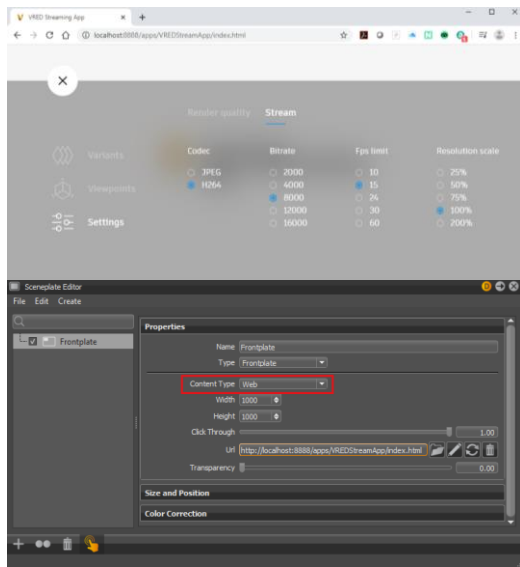 VRED Streaming App
localhost:8888/apps/VREDStreamApp/index.html
Render quality Stream
Codec Bitrate Fps limit Resolution scale
JPEG 2000 10 25%
H264 4000 15 50%
8000 24 75%
12000 30 100%
16000 60 200%
Variants
Viewpoints
Settings
Sceneplate Editor
File Edit Create
Frontplate
Properties
Name Frontplate
Type Frontplate
Content Type Web
Width 1000
Height 1000
Click Through 1.00
Url http://localhost:8888/apps/VREDStreamApp/index.html
Transparency 0.00
Size and Position
Color Correction